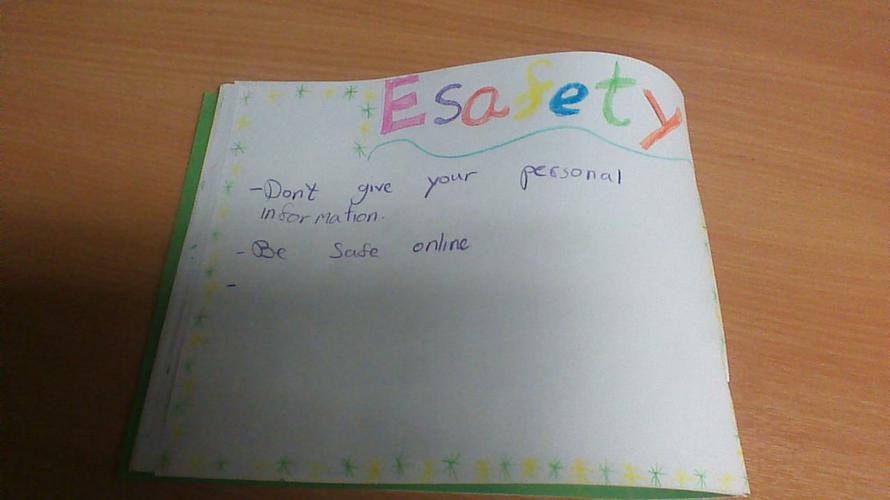 Esafety
-Don't give your personal
information.
-Be safe online
-